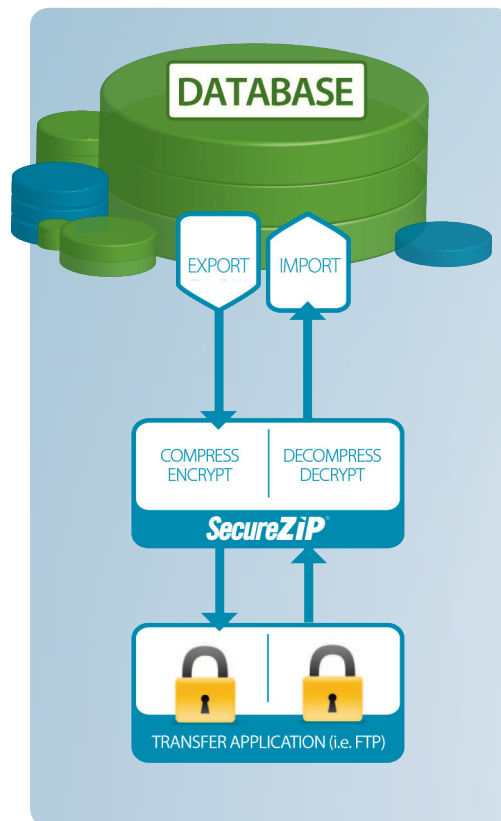 DATABASE
EXPORT
IMPORT
COMPRESS
ENCRYPT
DECOMPRESS
DECRYPT
SecureZiP®
TRANSFER APPLICATION (i.e. FTP)